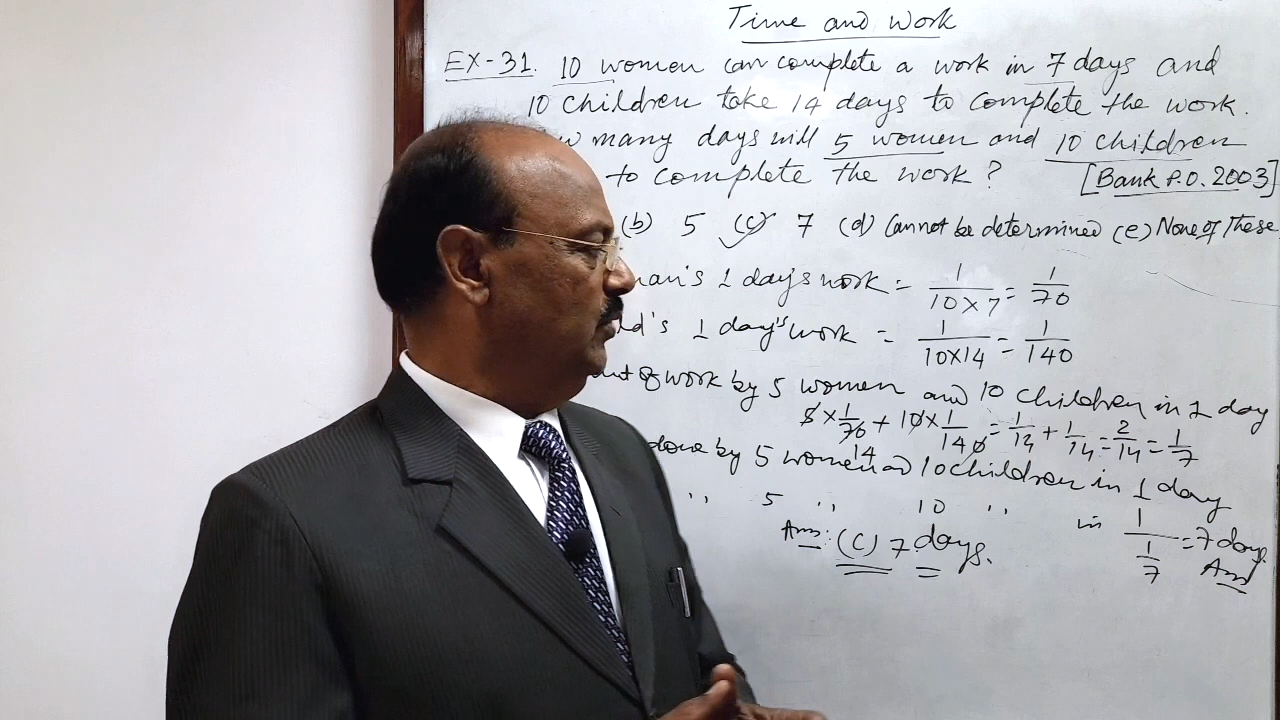 Time and Work
EX-31. 10 women can complete a work in 7 days and
10 children take 14 days to complete the work.
many days will 5 women and 10 children
to complete the work? [Bank P.O. 2003]
(b) 5 (c) 7 (d) Cannot be determined (e) None of These
1 day's work = 1/(10×7) = 1/70
1 day's work = 1/(10×14) = 1/140
of work by 5 women and 10 children in 1 day
5 × 1/70 + 10 × 1/140 = 1/14 + 1/14 = 2/14 = 1/7
14
done by 5 women and 10 children in 1 day
" 5 " 10 " in 1/(1/7) = 7 days.
Ans: (C) 7 days. Ans